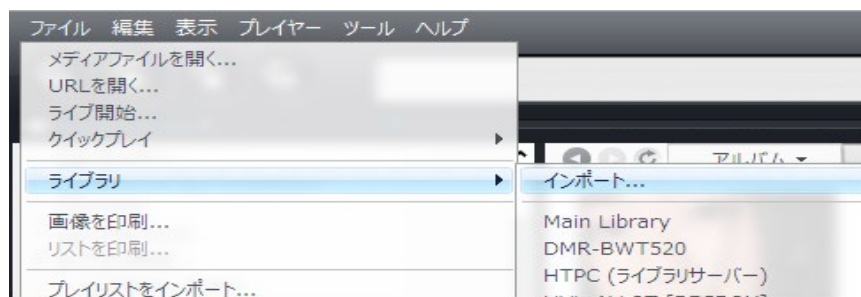 ファイル 編集 表示 プレイヤー ツール ヘルプ
メディアファイルを開く...
URLを開く...
ライブ開始...
クイックプレイ
アルバム
ライブラリ
インポート...
画像を印刷...
Main Library
リストを印刷...
DMR-BWT520
HTPC (ライブラリサーバー)
プレイリストをインポート...